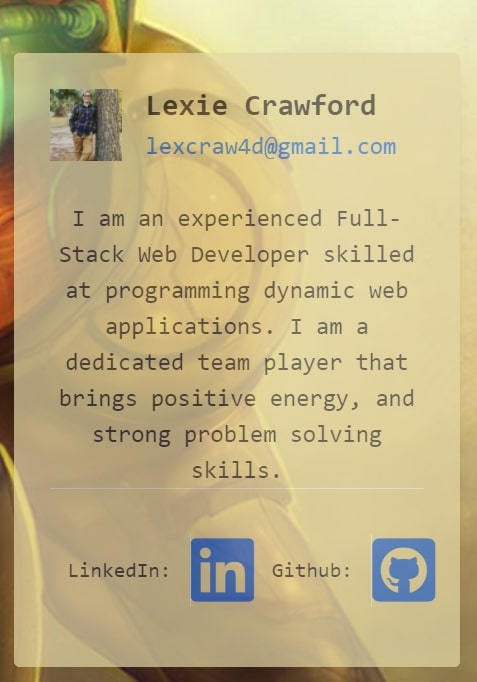 Lexie Crawford
lexcraw4d@gmail.com
I am an experienced Full-
Stack Web Developer skilled
at programming dynamic web
applications. I am a
dedicated team player that
brings positive energy, and
strong problem solving
skills.
LinkedIn: in Github: